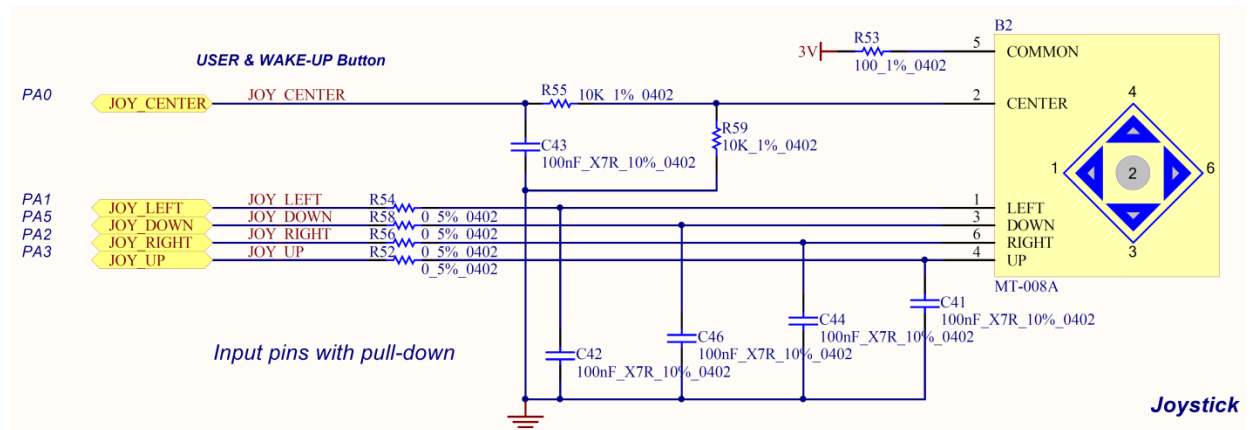 B2
R53
3V
5
COMMON
100_1%_0402
USER & WAKE-UP Button
PA0
JOY_CENTER
JOY_CENTER
R55
10K_1%_0402
2
CENTER
R59
10K_1%_0402
C43
100nF_X7R_10%_0402
4
1
2
6
3
PA1
JOY_LEFT
JOY_LEFT
R54
1
LEFT
PA5
JOY_DOWN
JOY_DOWN
R58
0_5%_0402
3
DOWN
PA2
JOY_RIGHT
JOY_RIGHT
R56
0_5%_0402
6
RIGHT
PA3
JOY_UP
JOY_UP
R52
0_5%_0402
4
UP
0_5%_0402
MT-008A
C41
100nF_X7R_10%_0402
C44
100nF_X7R_10%_0402
C46
100nF_X7R_10%_0402
C42
100nF_X7R_10%_0402
Input pins with pull-down
Joystick